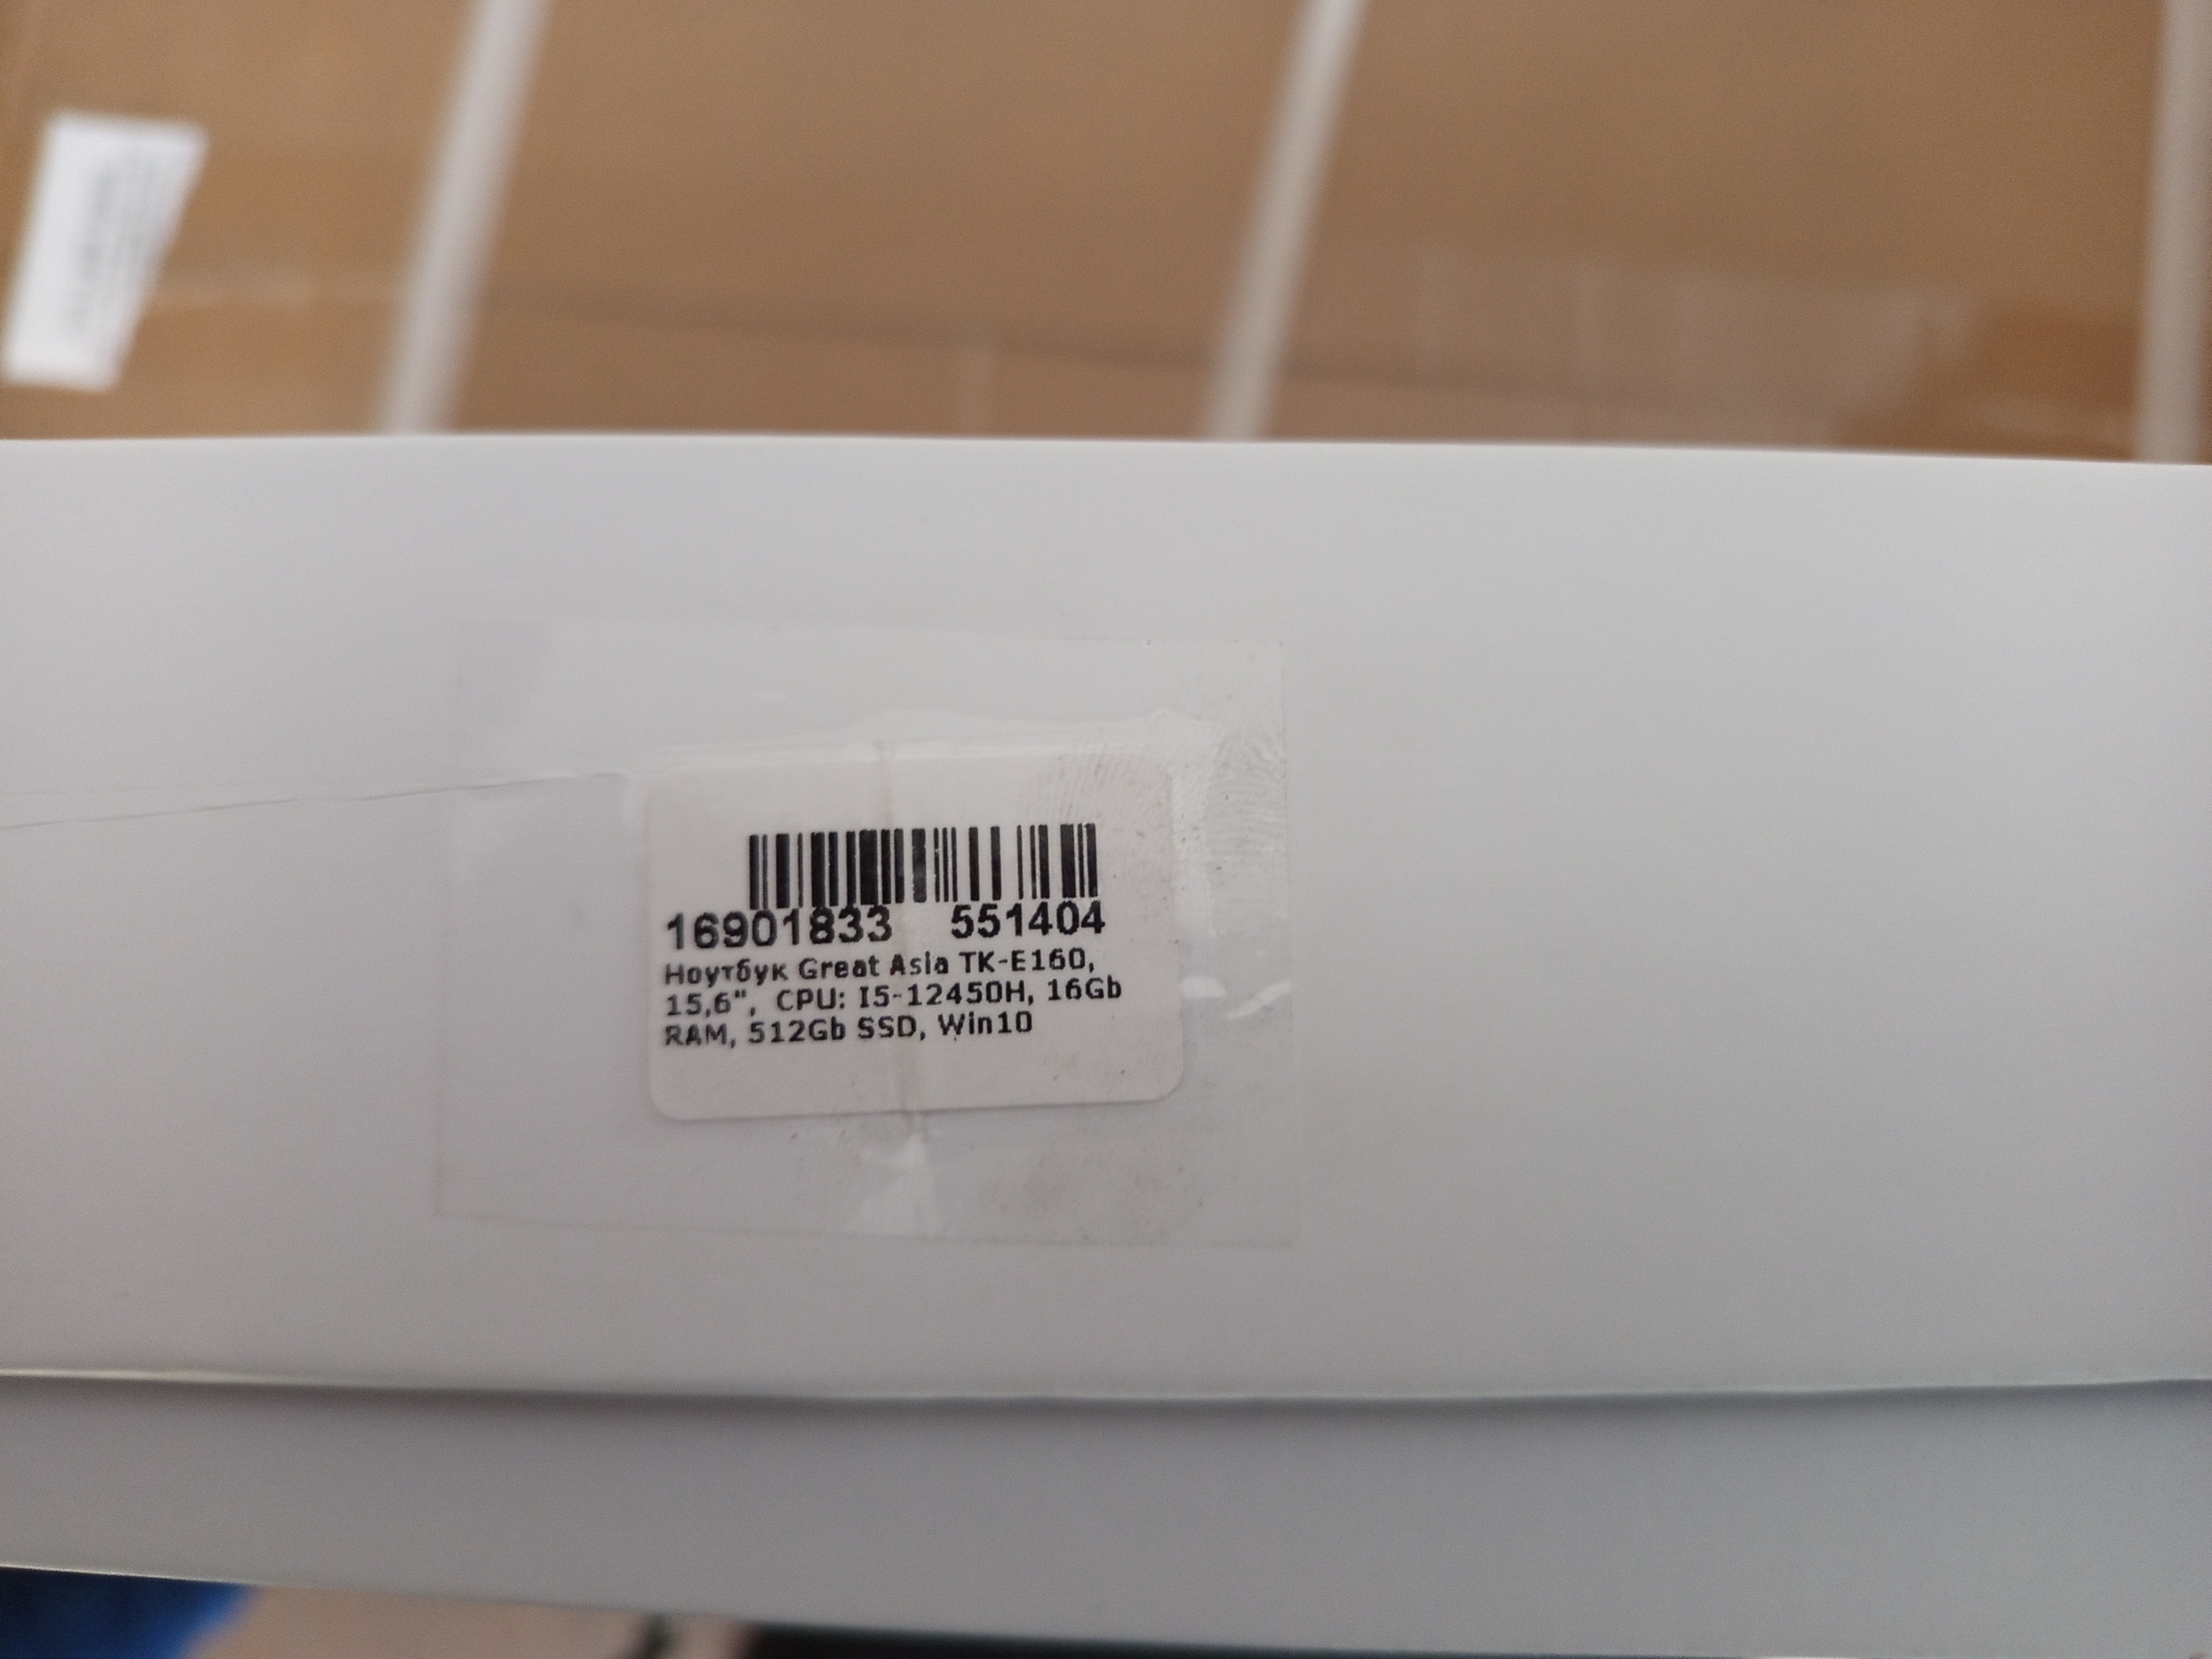 16901833 551404
Ноутбук Great Asia TK-E160,
15,6", CPU: I5-12450H, 16Gb
RAM, 512Gb SSD, Win10